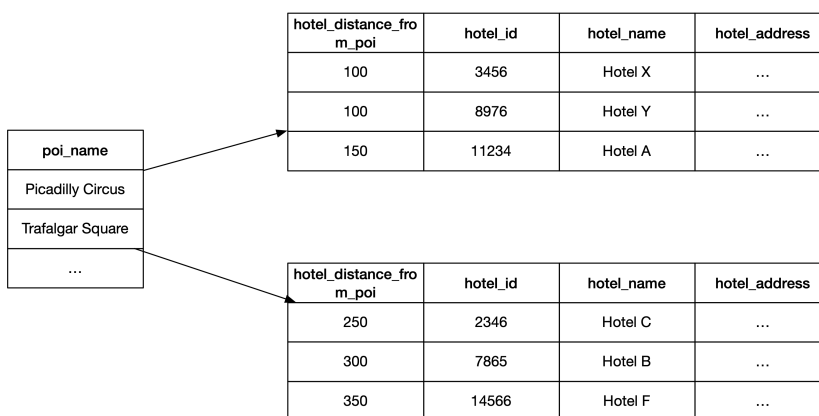 hotel_distance_fro
m_poi hotel_id hotel_name hotel_address
100 3456 Hotel X ...
100 8976 Hotel Y ...
150 11234 Hotel A ...
poi_name
Picadilly Circus
Trafalgar Square
...
hotel_distance_fro
m_poi hotel_id hotel_name hotel_address
250 2346 Hotel C ...
300 7865 Hotel B ...
350 14566 Hotel F ...